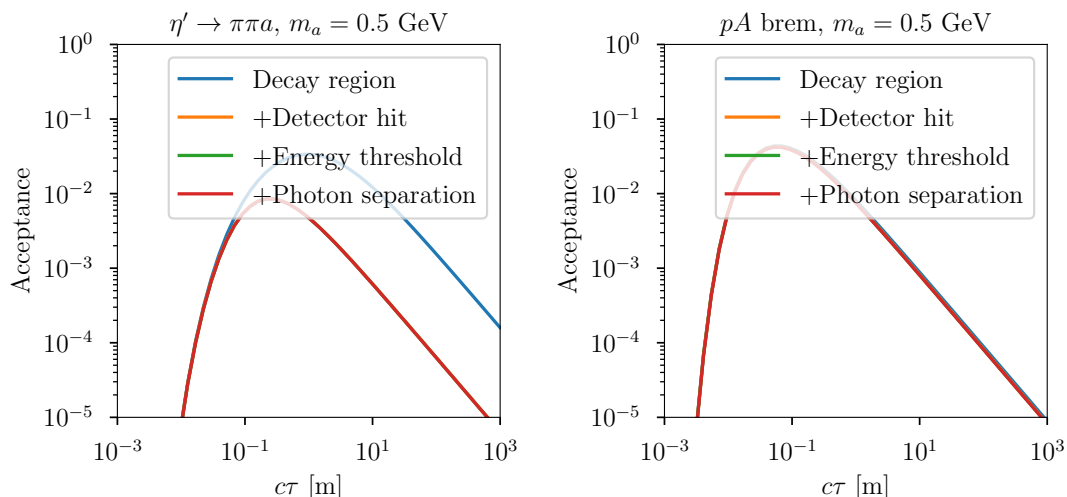 η′ → ππa, m_a = 0.5 GeV
10^0
10^−1
10^−2
10^−3
10^−4
10^−5
Acceptance
Decay region
+Detector hit
+Energy threshold
+Photon separation
10^−3 10^−1 10^1 10^3
cτ [m]
pA brem, m_a = 0.5 GeV
10^0
10^−1
10^−2
10^−3
10^−4
10^−5
Acceptance
Decay region
+Detector hit
+Energy threshold
+Photon separation
10^−3 10^−1 10^1 10^3
cτ [m]